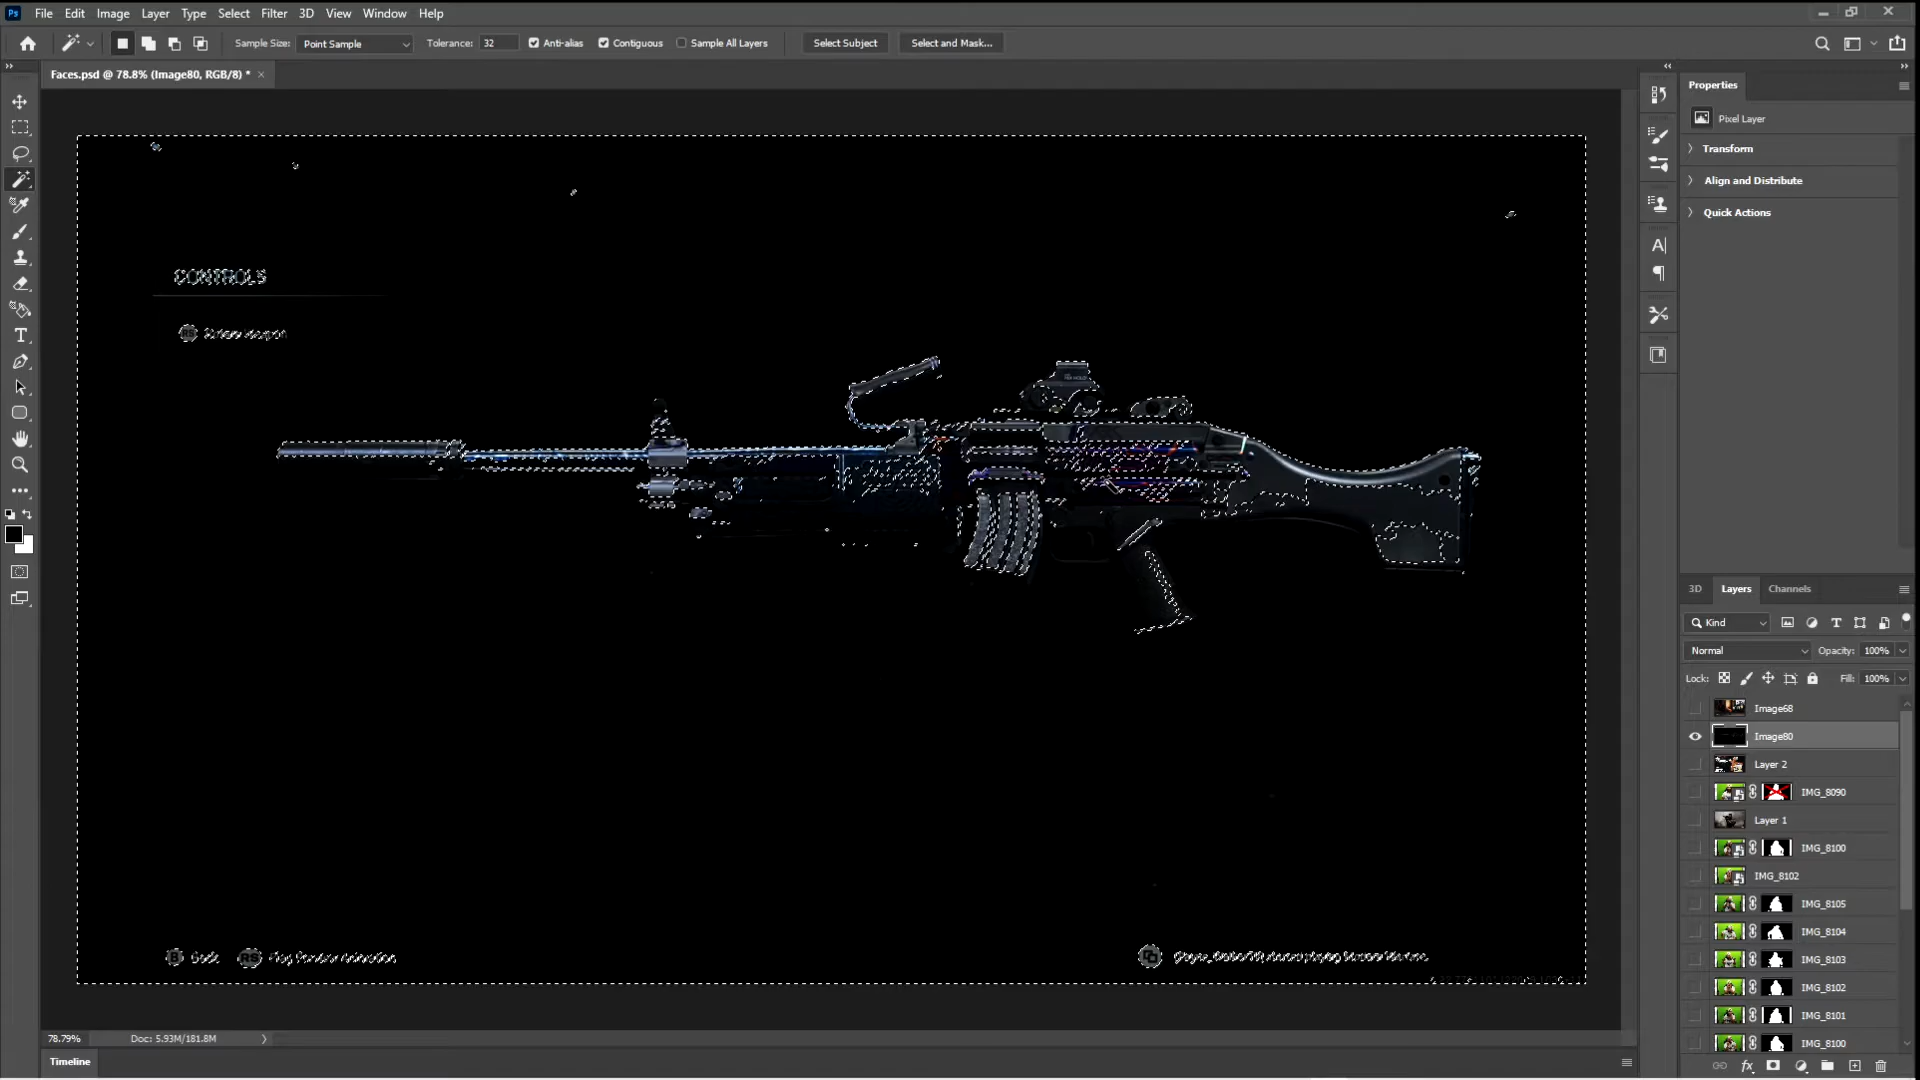 Ps File Edit Image Layer Type Select Filter 3D View Window Help
Sample Size: Point Sample Tolerance: 32 Anti-alias Contiguous Sample All Layers Select Subject Select and Mask...
Faces.psd @ 78.8% (Image80, RGB/8) *
Properties
Pixel Layer
Transform
Align and Distribute
Quick Actions
CONTROLS
RS
B Back RS
78.79% Doc: 5.93M/181.8M
Timeline
3D Layers Channels
Kind
Normal Opacity: 100%
Lock: Fill: 100%
Image68
Image80
Layer 2
IMG_8090
Layer 1
IMG_8100
IMG_8102
IMG_8105
IMG_8104
IMG_8103
IMG_8102
IMG_8101
IMG_8100